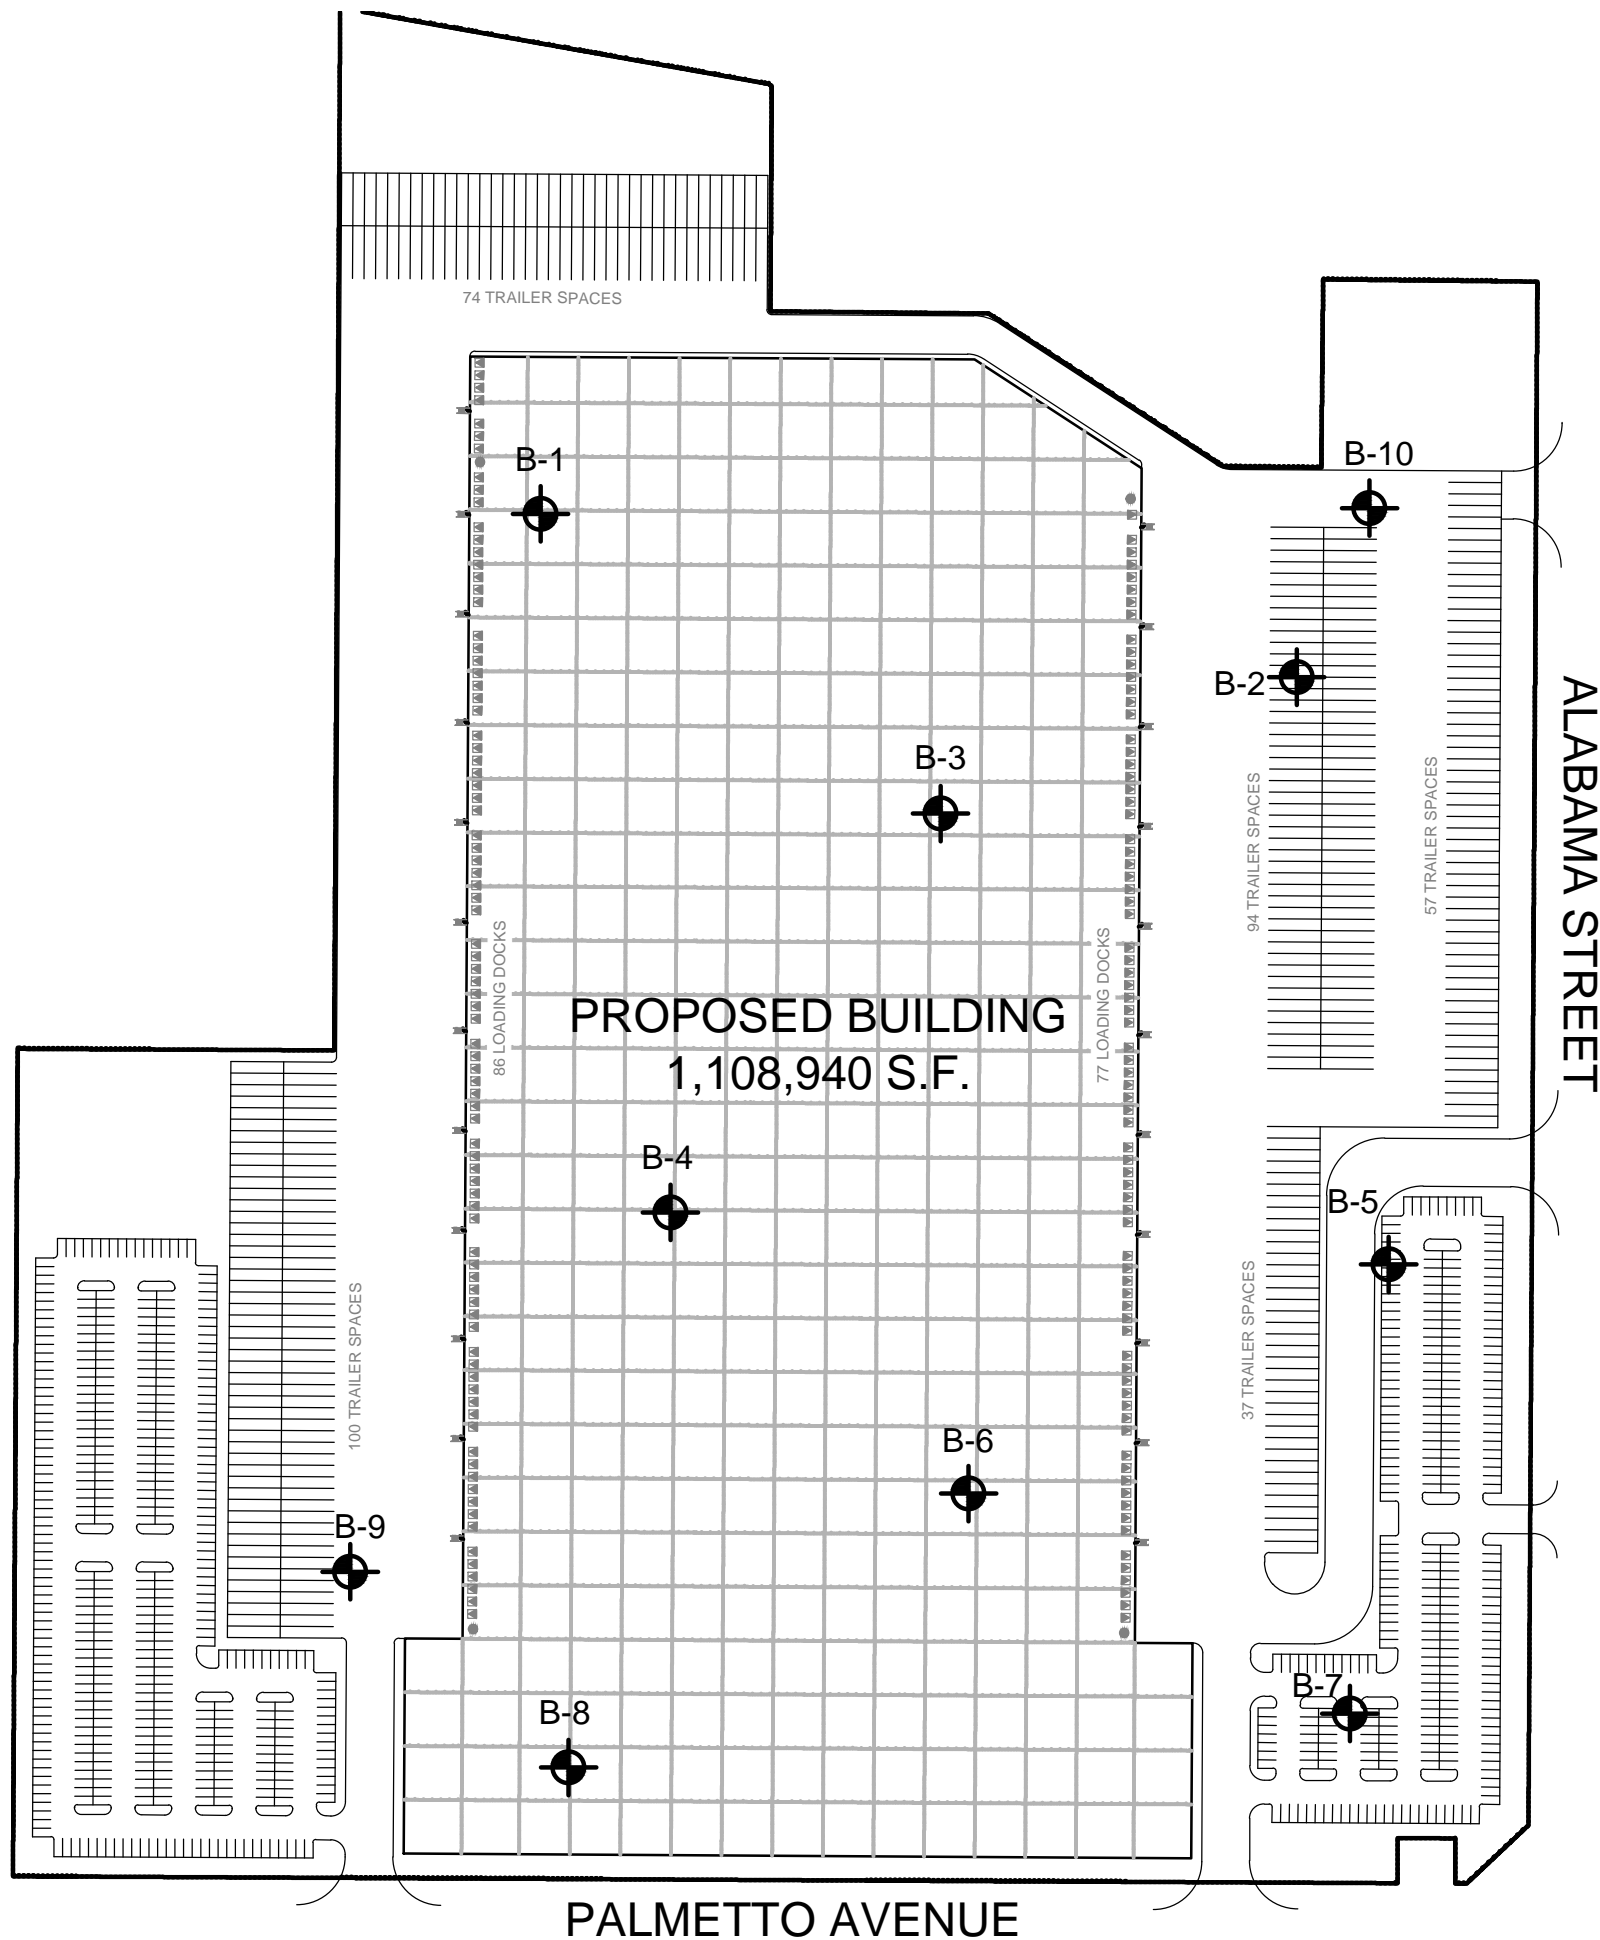 74 TRAILER SPACES
B-1
B-10
B-2
B-3
ALABAMA STREET
94 TRAILER SPACES
57 TRAILER SPACES
86 LOADING DOCKS
77 LOADING DOCKS
PROPOSED BUILDING
1,108,940 S.F.
B-4
B-5
100 TRAILER SPACES
37 TRAILER SPACES
B-6
B-9
B-7
B-8
PALMETTO AVENUE